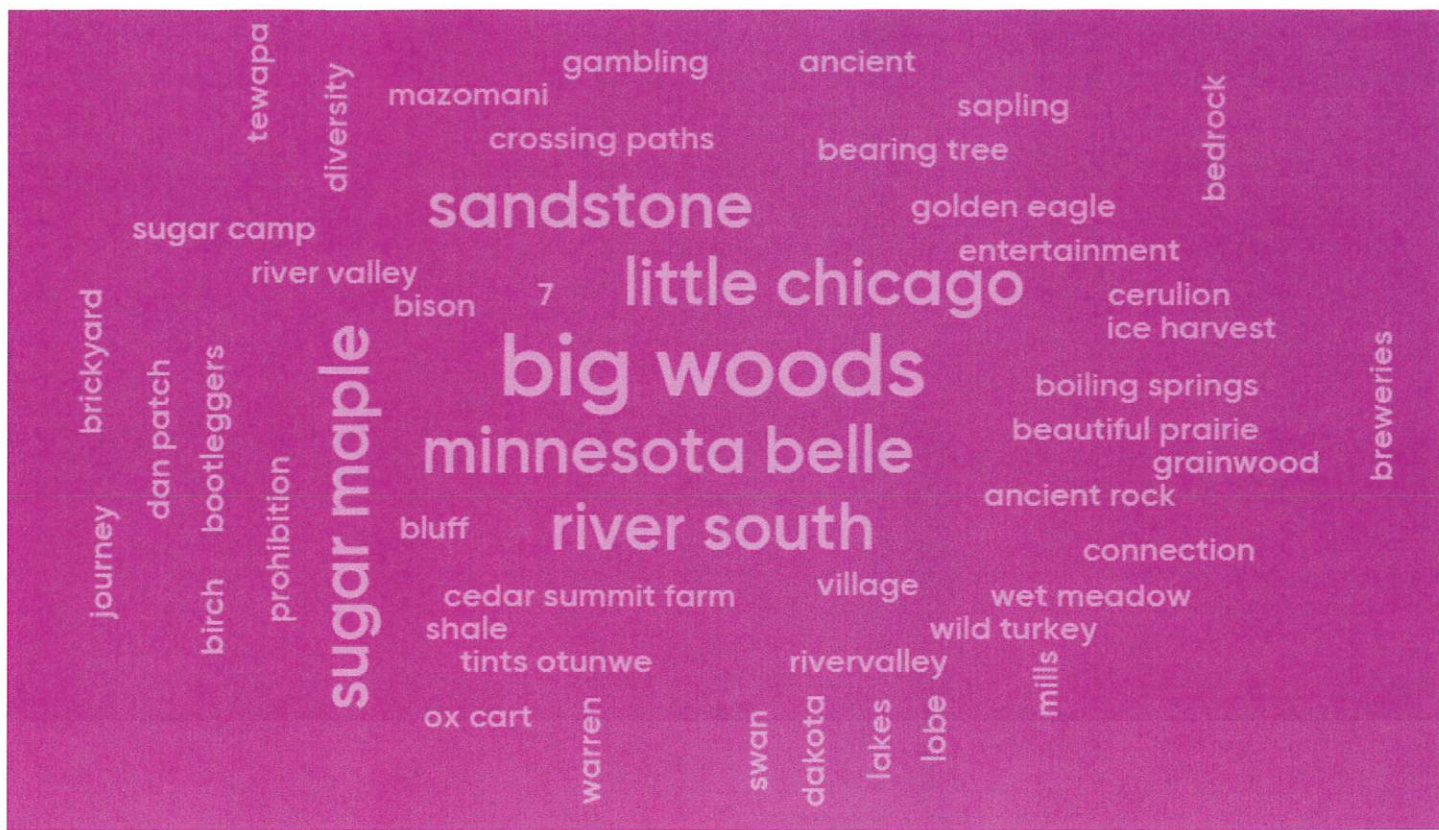 tewapa
diversity
gambling
ancient
mazomani
sapling
bedrock
crossing paths
bearing tree
sandstone
golden eagle
sugar camp
entertainment
river valley
little chicago
bison
7
cerulion
ice harvest
brickyard
dan patch
bootleggers
sugar maple
big woods
boiling springs
breweries
minnesota belle
beautiful prairie
grainwood
prohibition
ancient rock
journey
bluff
river south
connection
birch
cedar summit farm
village
wet meadow
shale
wild turkey
tints otunwe
rivervalley
mills
ox cart
warren
swan
dakota
lakes
lobe